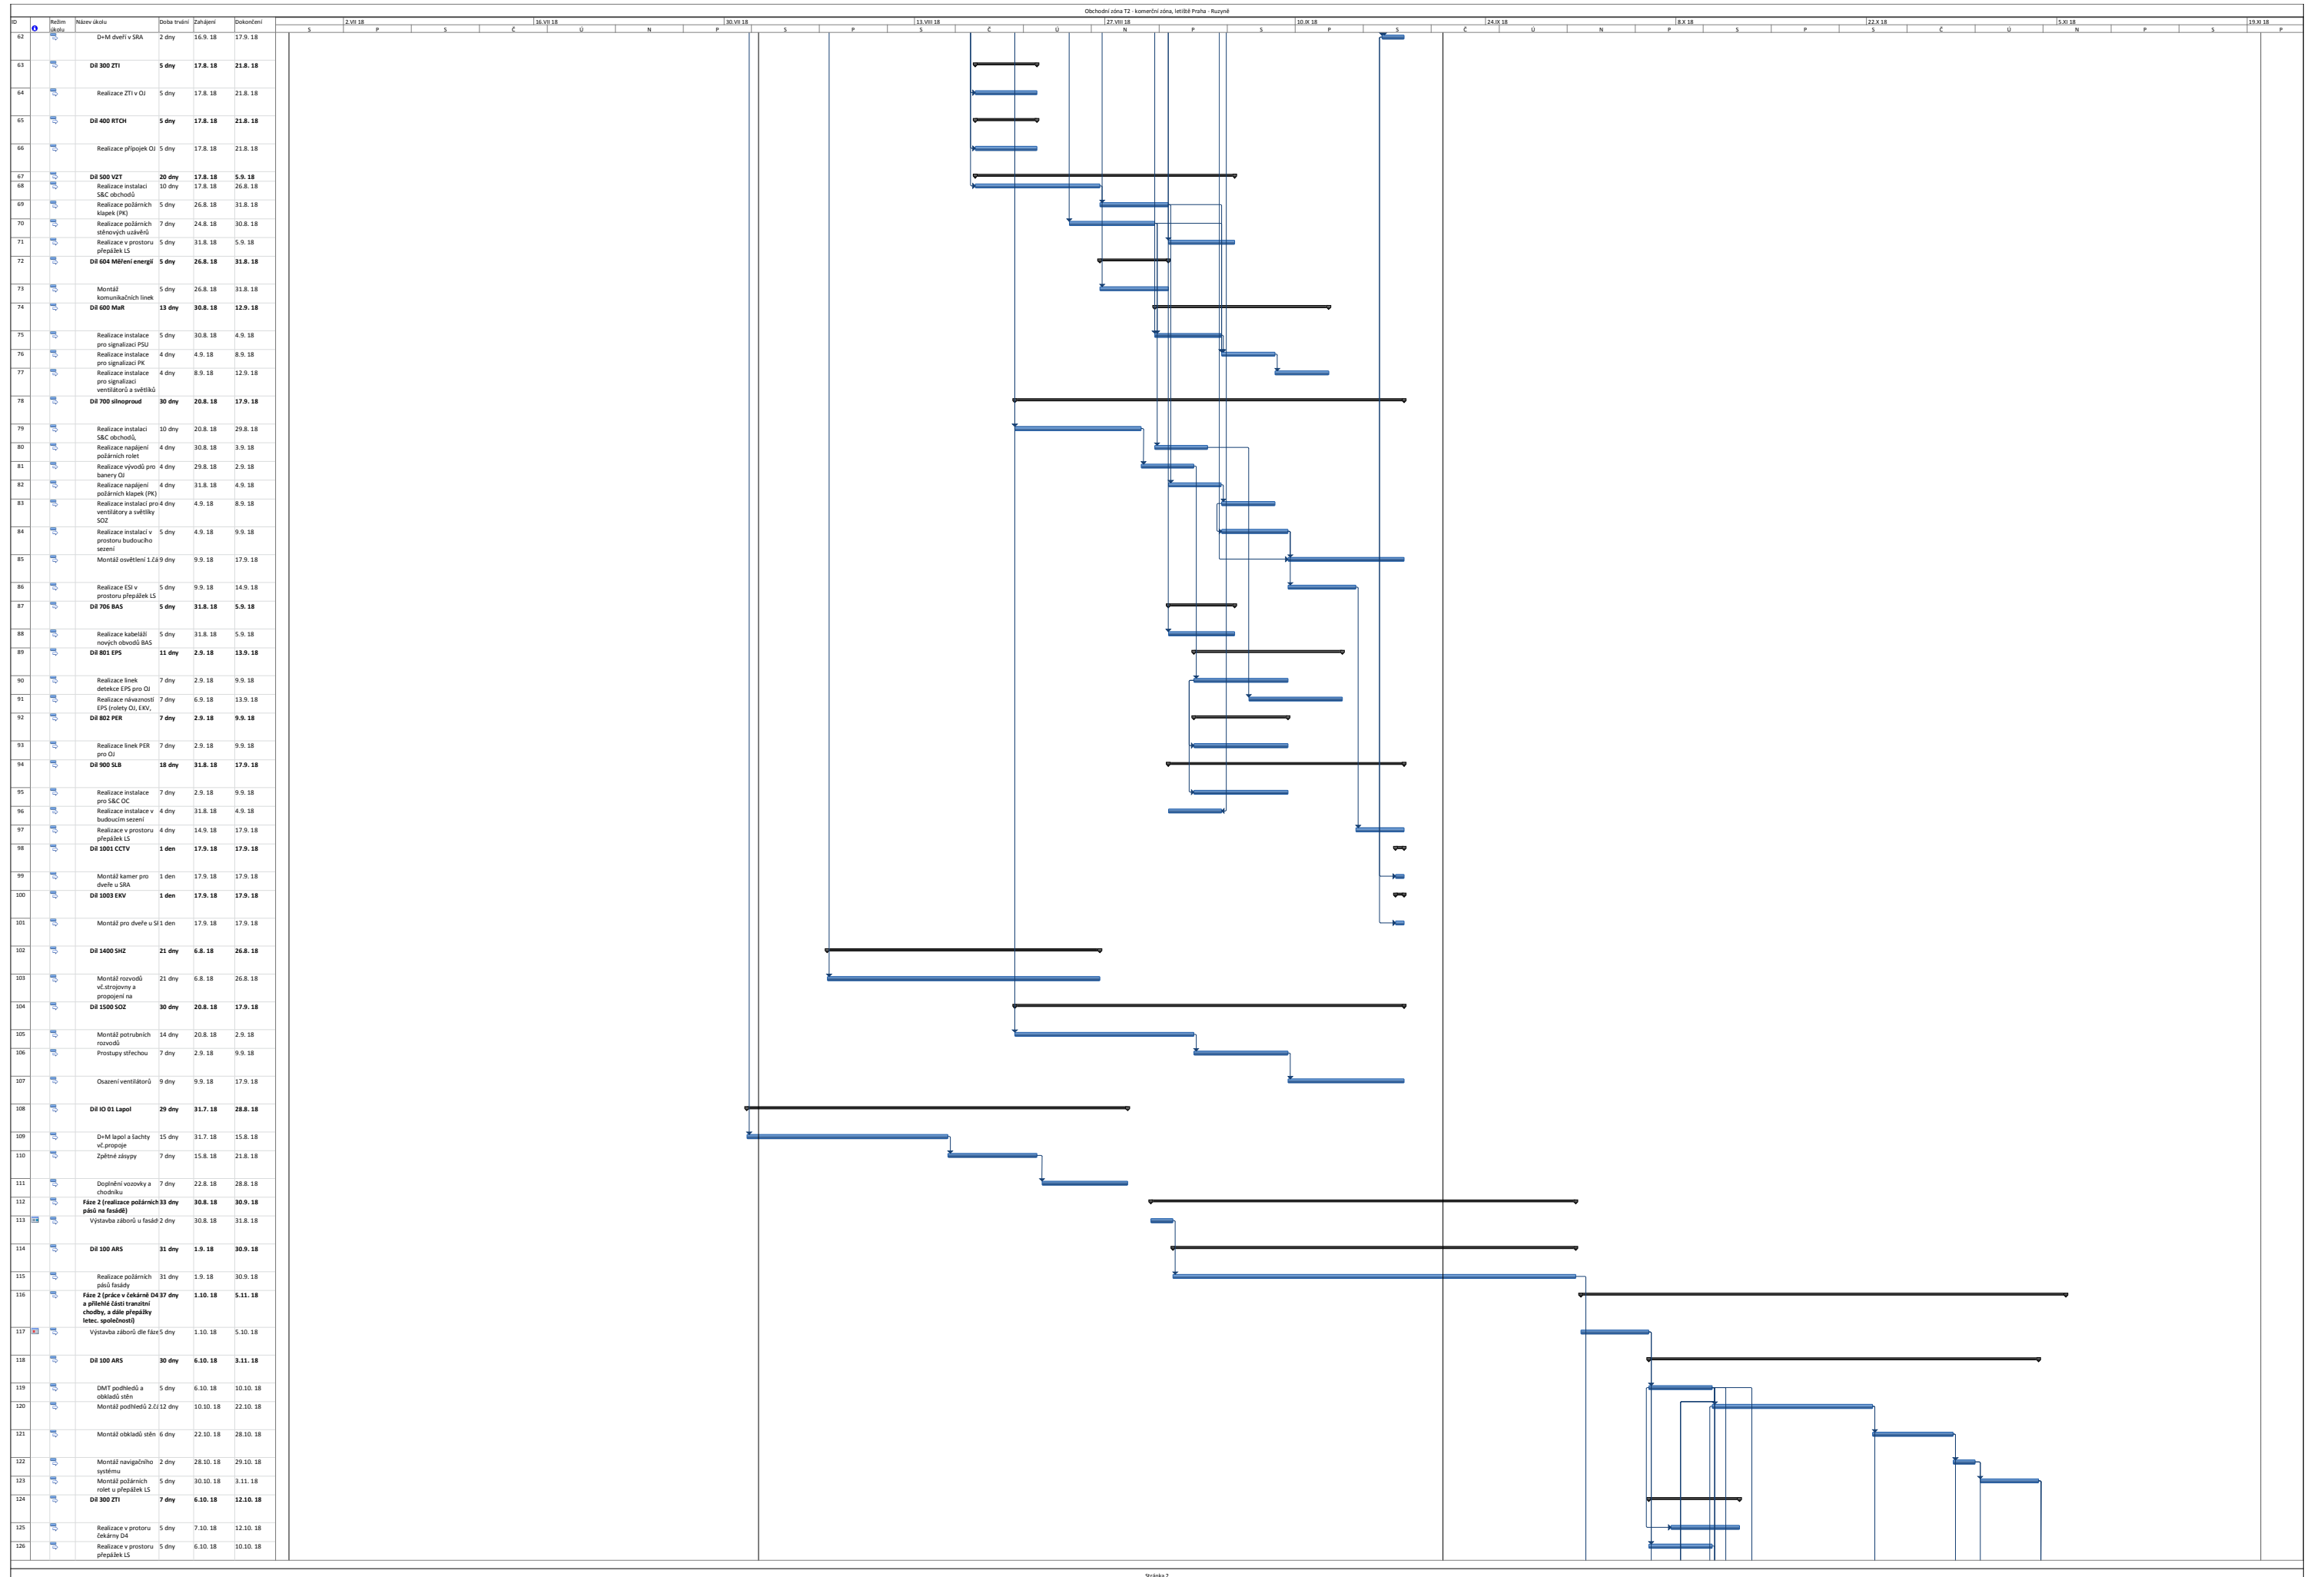 Obchodní zóna T2 - komerční zóna, letiště Praha - Ruzyně
ID Režim úkolu Název úkolu Doba trvání Zahájení Dokončení
2.VII 18 16.VII 18 30.VII 18 13.VIII 18 27.VIII 18 10.IX 18 24.IX 18 8.X 18 22.X 18 5.XI 18 19.XI 18
S P S Č Ú N P S P S Č Ú N P S P S Č Ú N P S P S Č Ú N P S P
62 D+M dveří v SRA 2 dny 16.9. 18 17.9. 18
63 Díl 300 ZTI 5 dny 17.8. 18 21.8. 18
64 Realizace ZTI v OJ 5 dny 17.8. 18 21.8. 18
65 Díl 400 RTCH 5 dny 17.8. 18 21.8. 18
66 Realizace přípojek OJ 5 dny 17.8. 18 21.8. 18
67 Díl 500 VZT 20 dny 17.8. 18 5.9. 18
68 Realizace instalací 10 dny 17.8. 18 26.8. 18
S&C obchodů
69 Realizace požárních 5 dny 26.8. 18 31.8. 18
klapek (PK)
70 Realizace požárních 7 dny 24.8. 18 30.8. 18
stěnových uzávěrů
71 Realizace v prostoru 5 dny 31.8. 18 5.9. 18
přepážek LS
72 Díl 604 Měření energií 5 dny 26.8. 18 31.8. 18
73 Montáž 5 dny 26.8. 18 31.8. 18
komunikačních linek
74 Díl 600 MaR 13 dny 30.8. 18 12.9. 18
75 Realizace instalace 5 dny 30.8. 18 4.9. 18
pro signalizaci PSU
76 Realizace instalace 4 dny 4.9. 18 8.9. 18
pro signalizaci PK
77 Realizace instalace 4 dny 8.9. 18 12.9. 18
pro signalizaci
ventilátorů a světlíků
78 Díl 700 silnoproud 30 dny 20.8. 18 17.9. 18
79 Realizace instalací 10 dny 20.8. 18 29.8. 18
S&C obchodů,
80 Realizace napájení 4 dny 30.8. 18 3.9. 18
požárních rolet
81 Realizace vývodů pro 4 dny 29.8. 18 2.9. 18
banery OJ
82 Realizace napájení 4 dny 31.8. 18 4.9. 18
požárních klapek (PK)
83 Realizace instalací pro 4 dny 4.9. 18 8.9. 18
ventilátory a světlíky
SOZ
84 Realizace instalací v 5 dny 4.9. 18 9.9. 18
prostoru budoucího
sezení
85 Montáž osvětlení 1.čá 9 dny 9.9. 18 17.9. 18
86 Realizace ESI v 5 dny 9.9. 18 14.9. 18
prostoru přepážek LS
87 Díl 706 BAS 5 dny 31.8. 18 5.9. 18
88 Realizace kabeláží 5 dny 31.8. 18 5.9. 18
nových obvodů BAS
89 Díl 801 EPS 11 dny 2.9. 18 13.9. 18
90 Realizace linek 7 dny 2.9. 18 9.9. 18
detekce EPS pro OJ
91 Realizace návazností 7 dny 6.9. 18 13.9. 18
EPS (rolety OJ, EKV,
92 Díl 802 PER 7 dny 2.9. 18 9.9. 18
93 Realizace linek PER 7 dny 2.9. 18 9.9. 18
pro OJ
94 Díl 900 SLB 18 dny 31.8. 18 17.9. 18
95 Realizace instalace 7 dny 2.9. 18 9.9. 18
pro S&C OC
96 Realizace instalace v 4 dny 31.8. 18 4.9. 18
budoucím sezení
97 Realizace v prostoru 4 dny 14.9. 18 17.9. 18
přepážek LS
98 Díl 1001 CCTV 1 den 17.9. 18 17.9. 18
99 Montáž kamer pro 1 den 17.9. 18 17.9. 18
dveře u SRA
100 Díl 1003 EKV 1 den 17.9. 18 17.9. 18
101 Montáž pro dveře u SR 1 den 17.9. 18 17.9. 18
102 Díl 1400 SHZ 21 dny 6.8. 18 26.8. 18
103 Montáž rozvodů 21 dny 6.8. 18 26.8. 18
vč.strojovny a
propojení na
104 Díl 1500 SOZ 30 dny 20.8. 18 17.9. 18
105 Montáž potrubních 14 dny 20.8. 18 2.9. 18
rozvodů
106 Prostupy střechou 7 dny 2.9. 18 9.9. 18
107 Osazení ventilátorů 9 dny 9.9. 18 17.9. 18
108 Díl IO 01 Lapol 29 dny 31.7. 18 28.8. 18
109 D+M lapol a šachty 15 dny 31.7. 18 15.8. 18
vč.propoje
110 Zpětné zásypy 7 dny 15.8. 18 21.8. 18
111 Doplnění vozovky a 7 dny 22.8. 18 28.8. 18
chodníku
112 Fáze 2 (realizace požárních 33 dny 30.8. 18 30.9. 18
pásů na fasádě)
113 Výstavba záborů u fasád 2 dny 30.8. 18 31.8. 18
114 Díl 100 ARS 31 dny 1.9. 18 30.9. 18
115 Realizace požárních 31 dny 1.9. 18 30.9. 18
pásů fasády
116 Fáze 2 (práce v čekárně D4 37 dny 1.10. 18 5.11. 18
a přilehlé části tranzitní
chodby, a dále přepážky
letec. společností)
117 Výstavba záborů dle fáze 5 dny 1.10. 18 5.10. 18
118 Díl 100 ARS 30 dny 6.10. 18 3.11. 18
119 DMT podhledů a 5 dny 6.10. 18 10.10. 18
obkladů stěn
120 Montáž podhledů 2.čá 12 dny 10.10. 18 22.10. 18
121 Montáž obkladů stěn 6 dny 22.10. 18 28.10. 18
122 Montáž navigačního 2 dny 28.10. 18 29.10. 18
systému
123 Montáž požárních 5 dny 30.10. 18 3.11. 18
rolet u přepážek LS
124 Díl 300 ZTI 7 dny 6.10. 18 12.10. 18
125 Realizace v protoru 5 dny 7.10. 18 12.10. 18
čekárny D4
126 Realizace v prostoru 5 dny 6.10. 18 10.10. 18
přepážek LS
Stránka 2